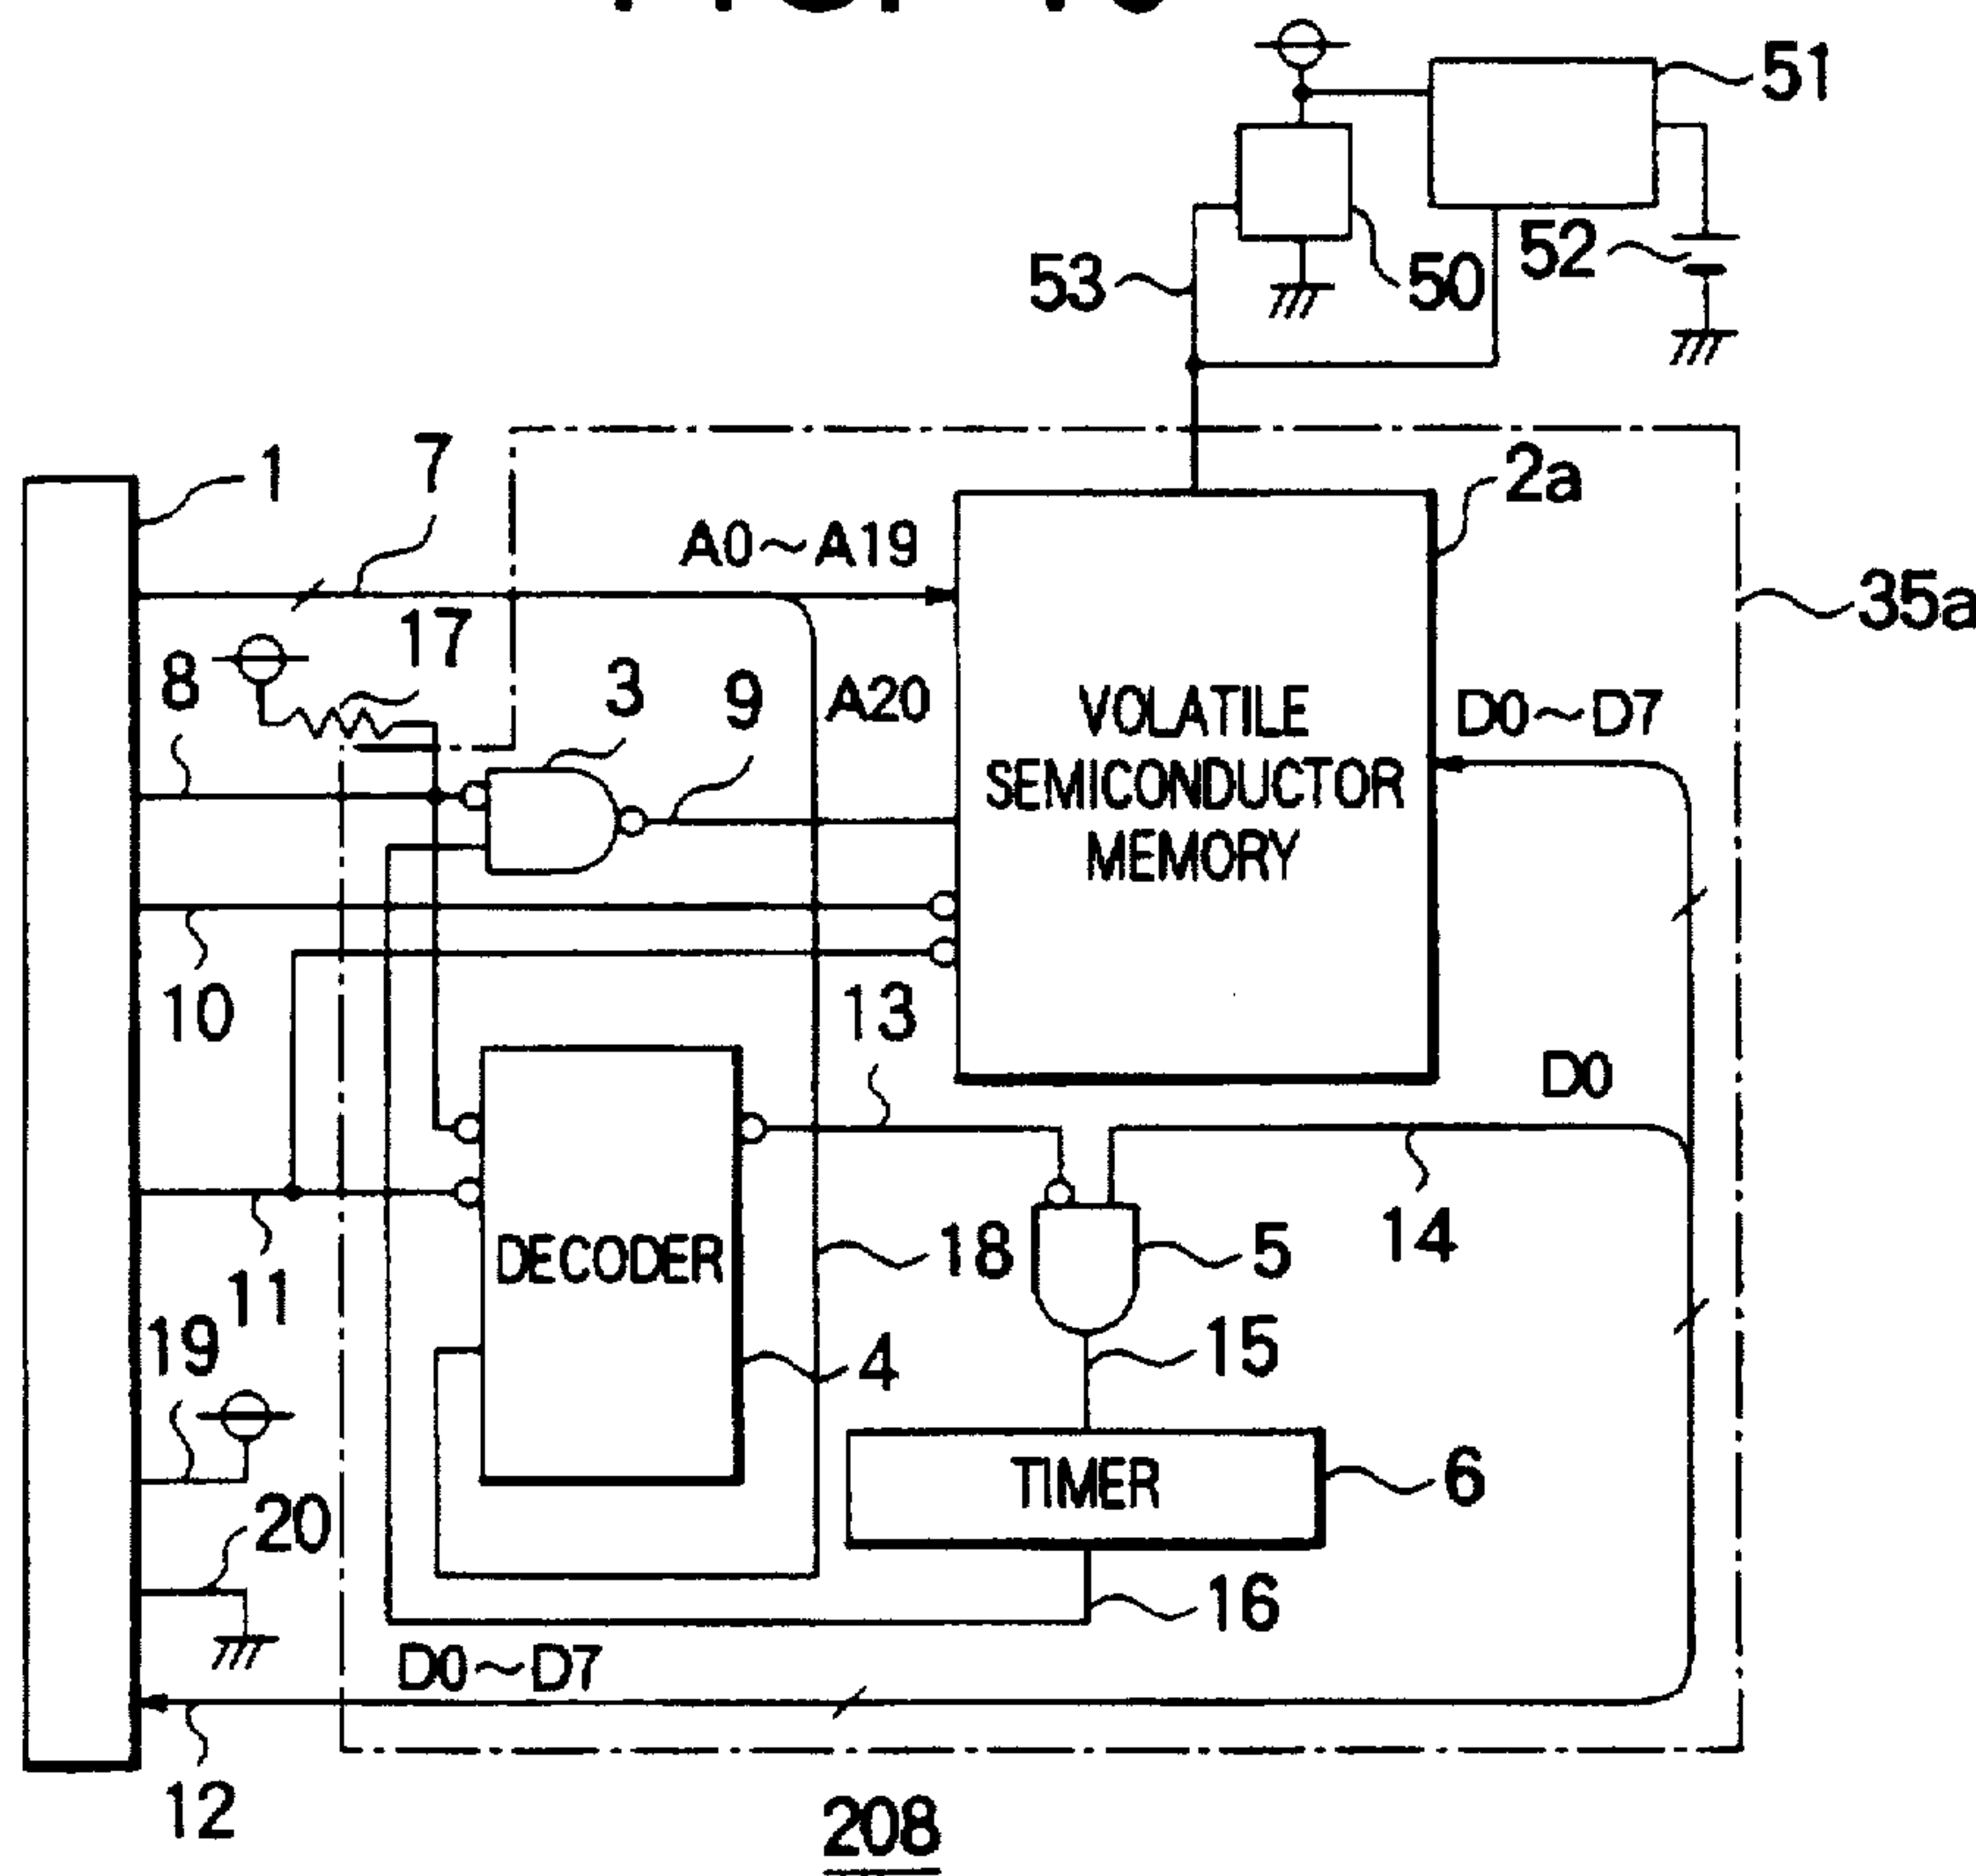 51
52
53
50
1
7
2a
A0~A19
35a
17
8
3
9
A20
VOLATILE
SEMICONDUCTOR
MEMORY
D0~D7
10
13
D0
DECODER
18
5
14
11
19
15
4
TIMER
6
20
16
D0~D7
12
208